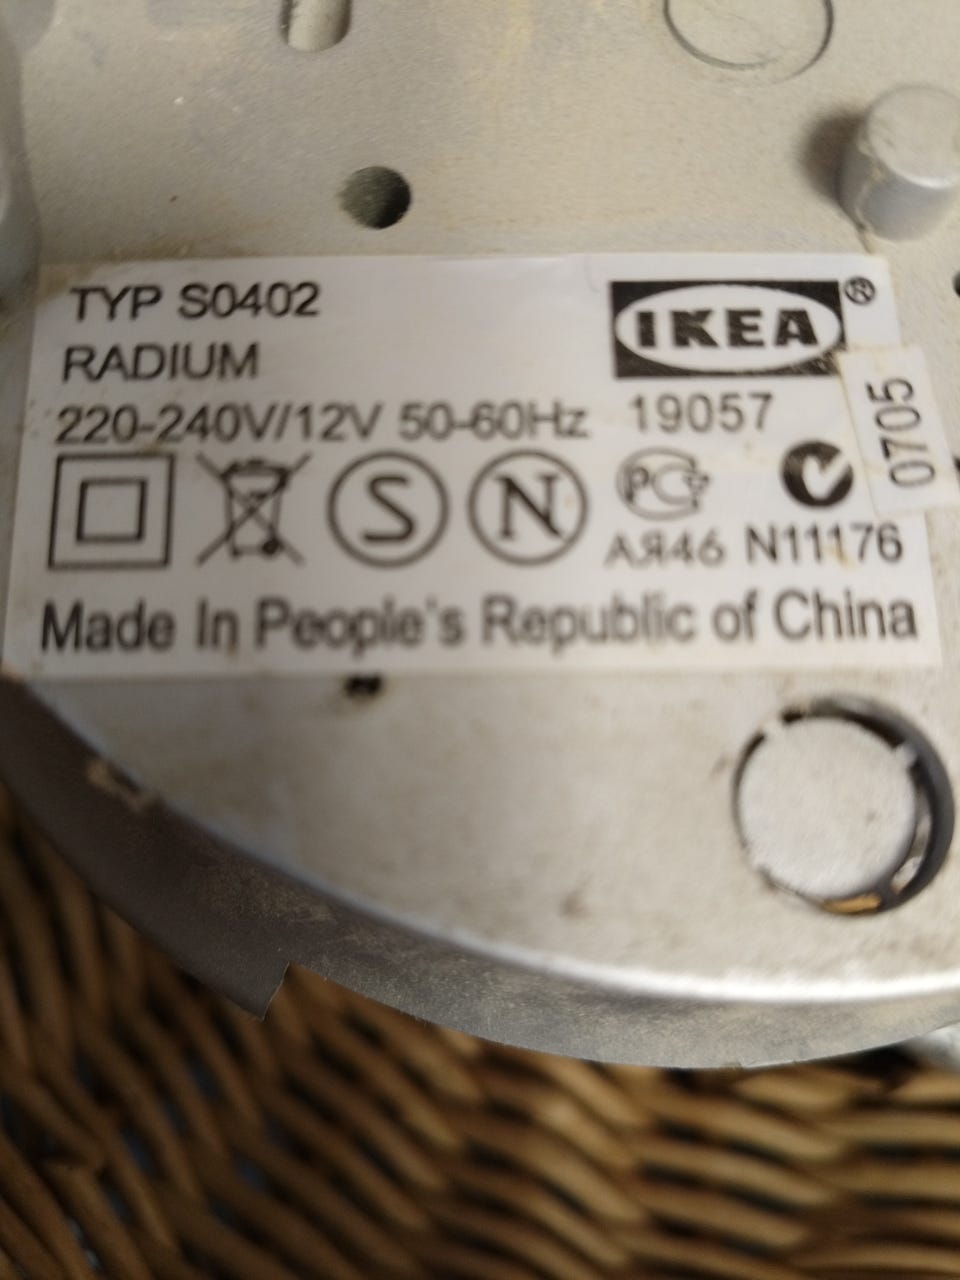 TYP S0402
RADIUM
IKEA®
220-240V/12V 50-60Hz 19057
0705
S N PC
АЯ46 N11176
Made In People's Republic of China